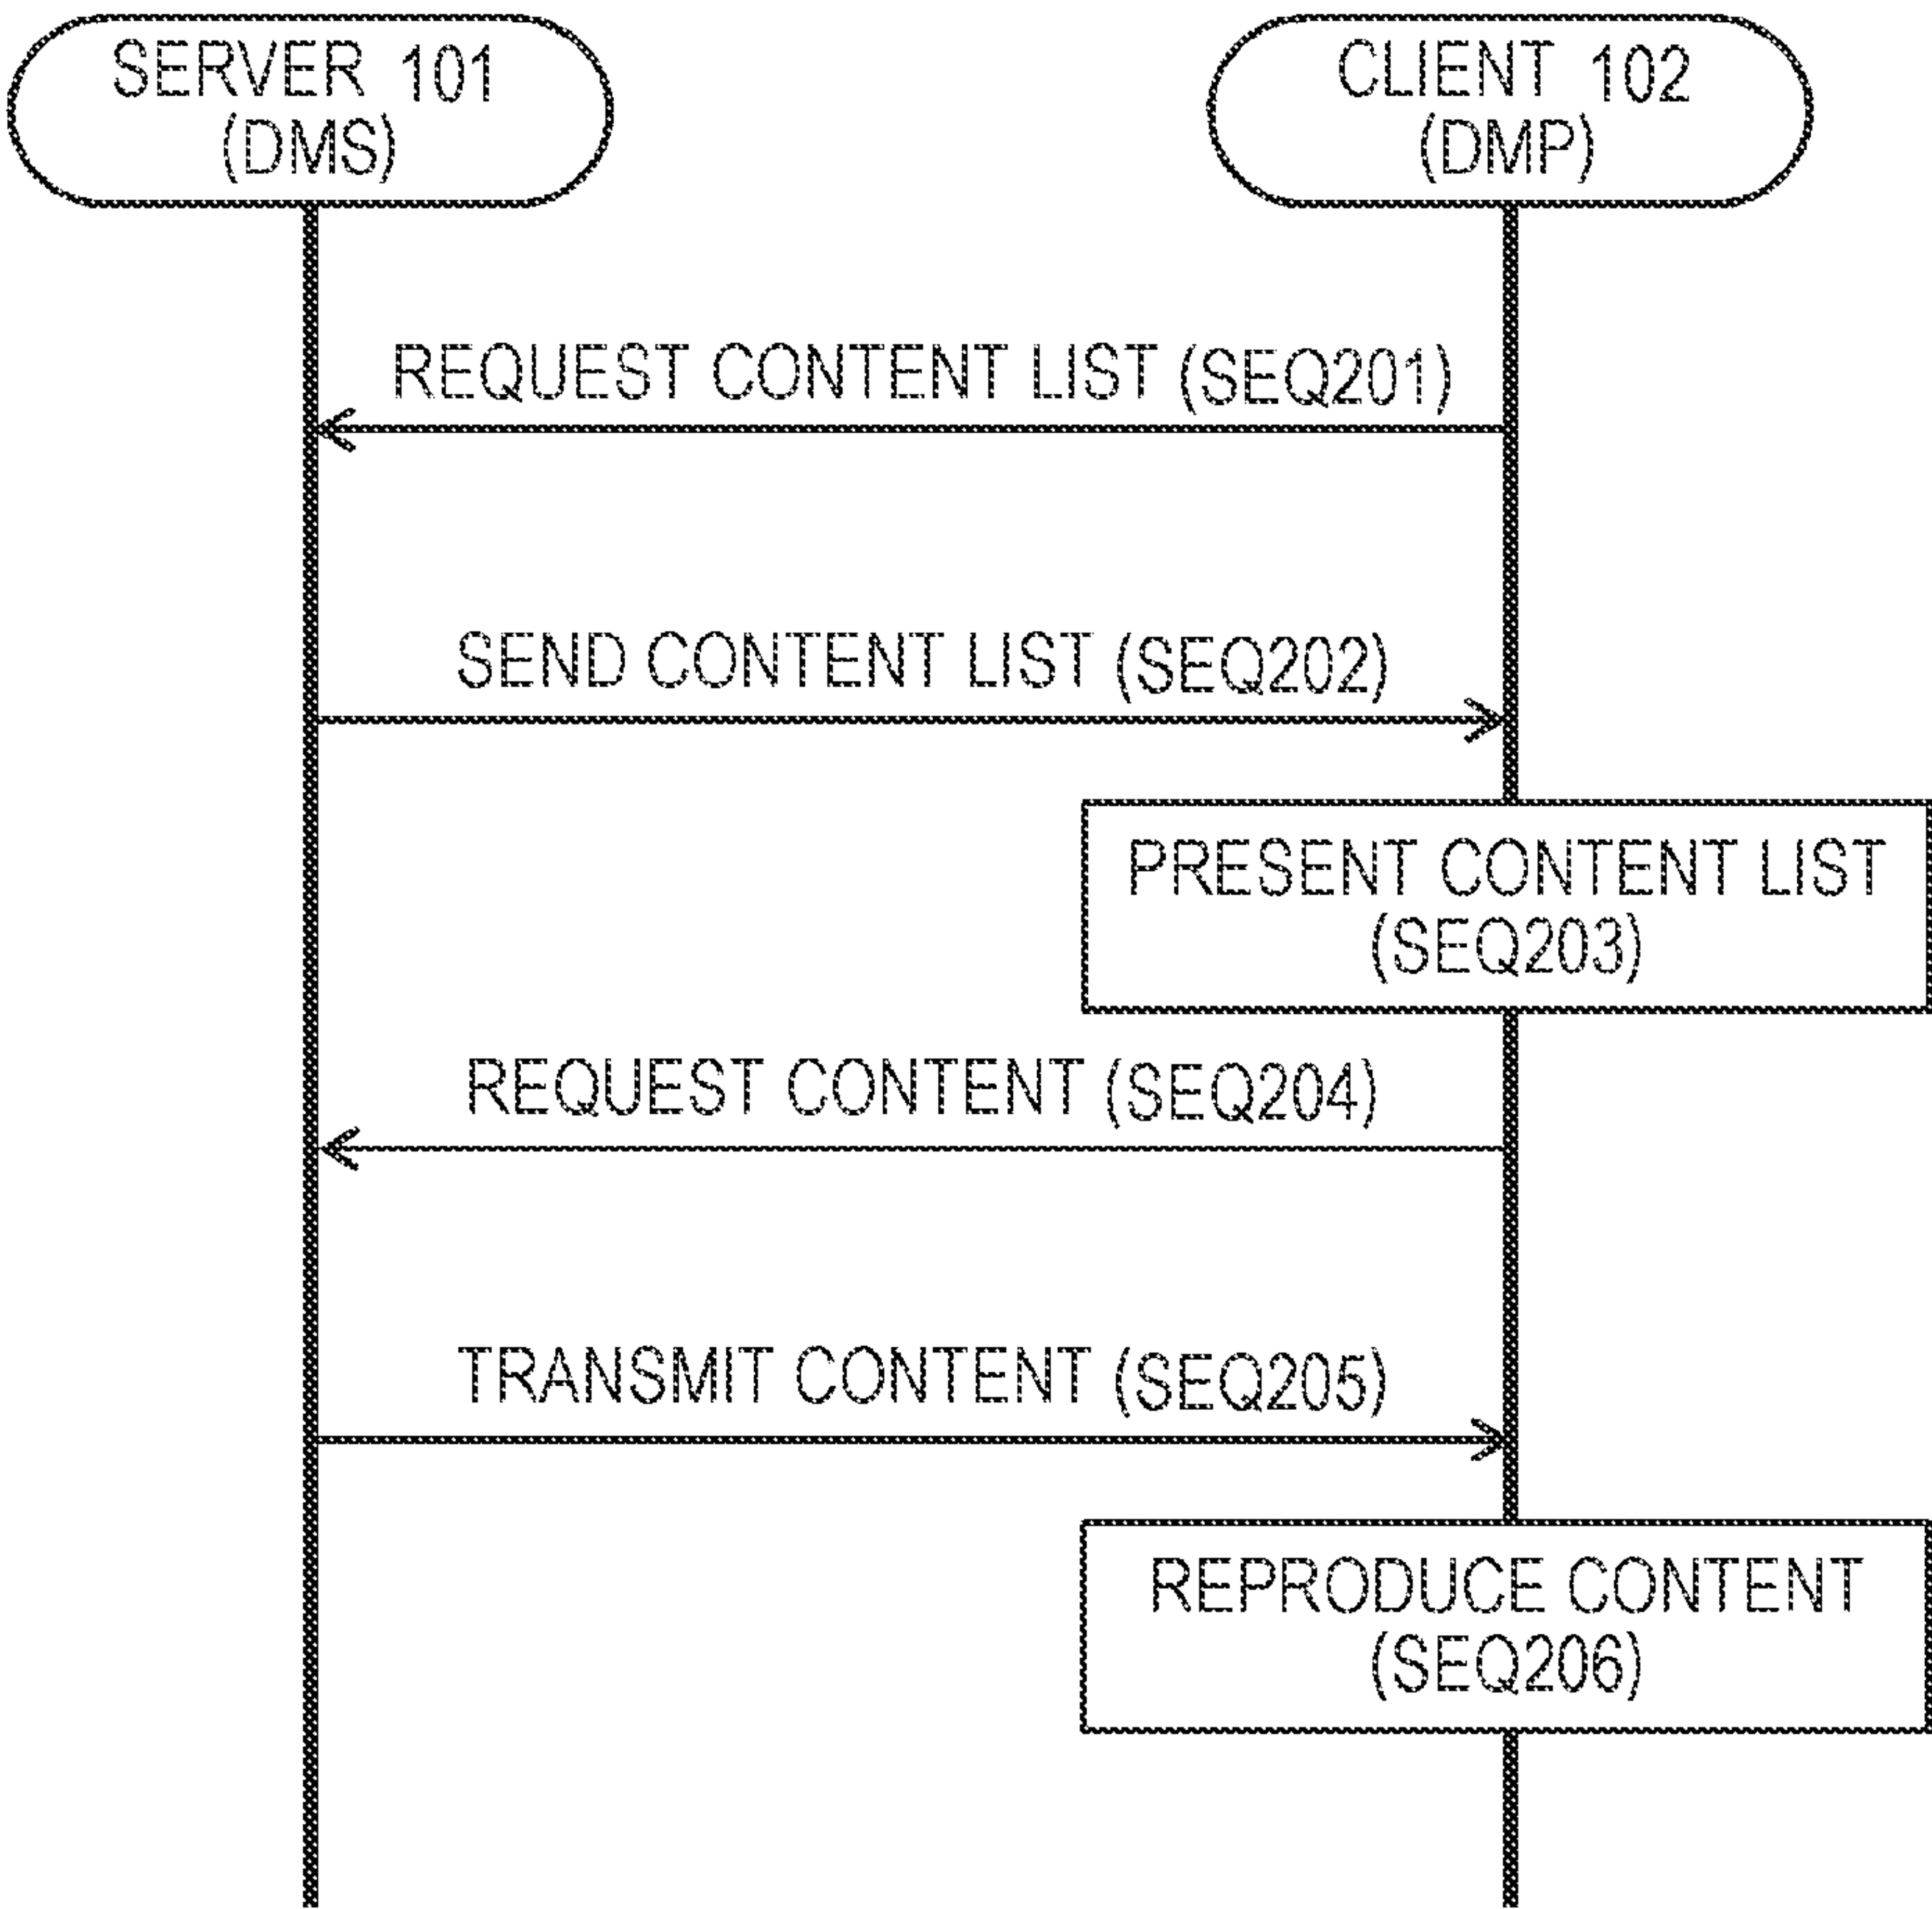 SERVER 101
(DMS)
CLIENT 102
(DMP)
REQUEST CONTENT LIST (SEQ201)
SEND CONTENT LIST (SEQ202)
PRESENT CONTENT LIST
(SEQ203)
REQUEST CONTENT (SEQ204)
TRANSMIT CONTENT (SEQ205)
REPRODUCE CONTENT
(SEQ206)